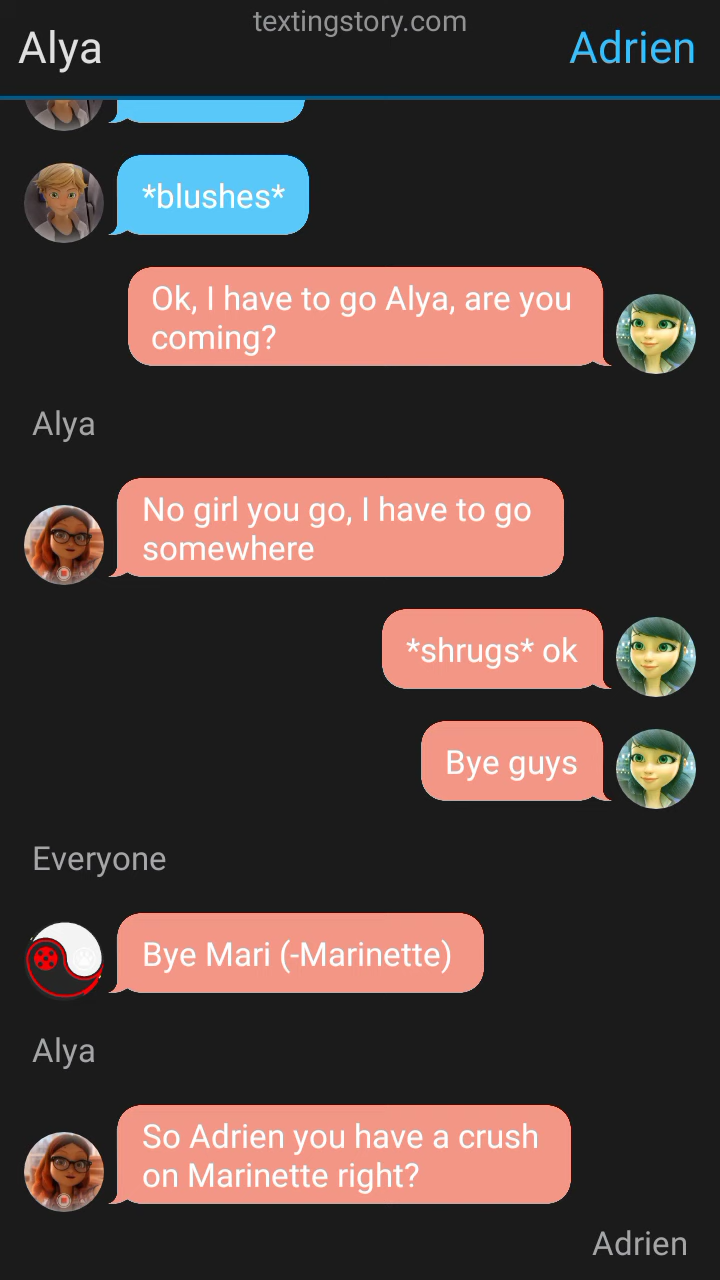 textingstory.com
Alya
Adrien
*blushes*
Ok, I have to go Alya, are you
coming?
Alya
No girl you go, I have to go
somewhere
*shrugs* ok
Bye guys
Everyone
Bye Mari (-Marinette)
Alya
So Adrien you have a crush
on Marinette right?
Adrien